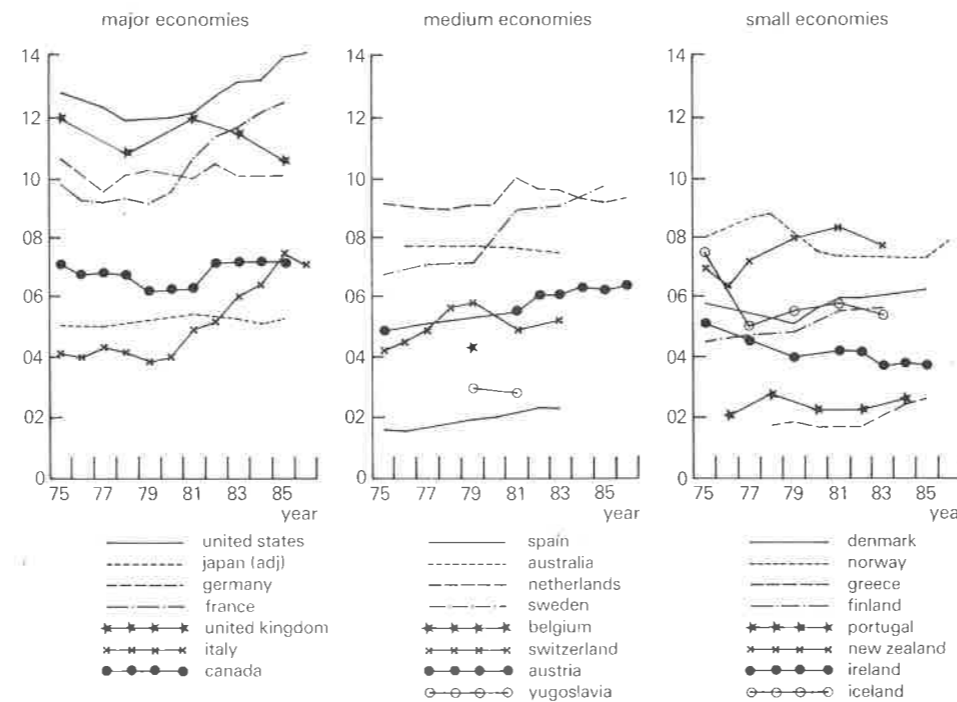 major economies
medium economies
small economies
14
12
10
08
06
04
02
0
75 77 79 81 83 85
year
14
12
10
08
06
04
02
0
75 77 79 81 83 85
year
14
12
10
08
06
04
02
0
75 77 79 81 83 85
year
united states
japan (adj)
germany
france
united kingdom
italy
canada
spain
australia
netherlands
sweden
belgium
switzerland
austria
yugoslavia
denmark
norway
greece
finland
portugal
new zealand
ireland
iceland